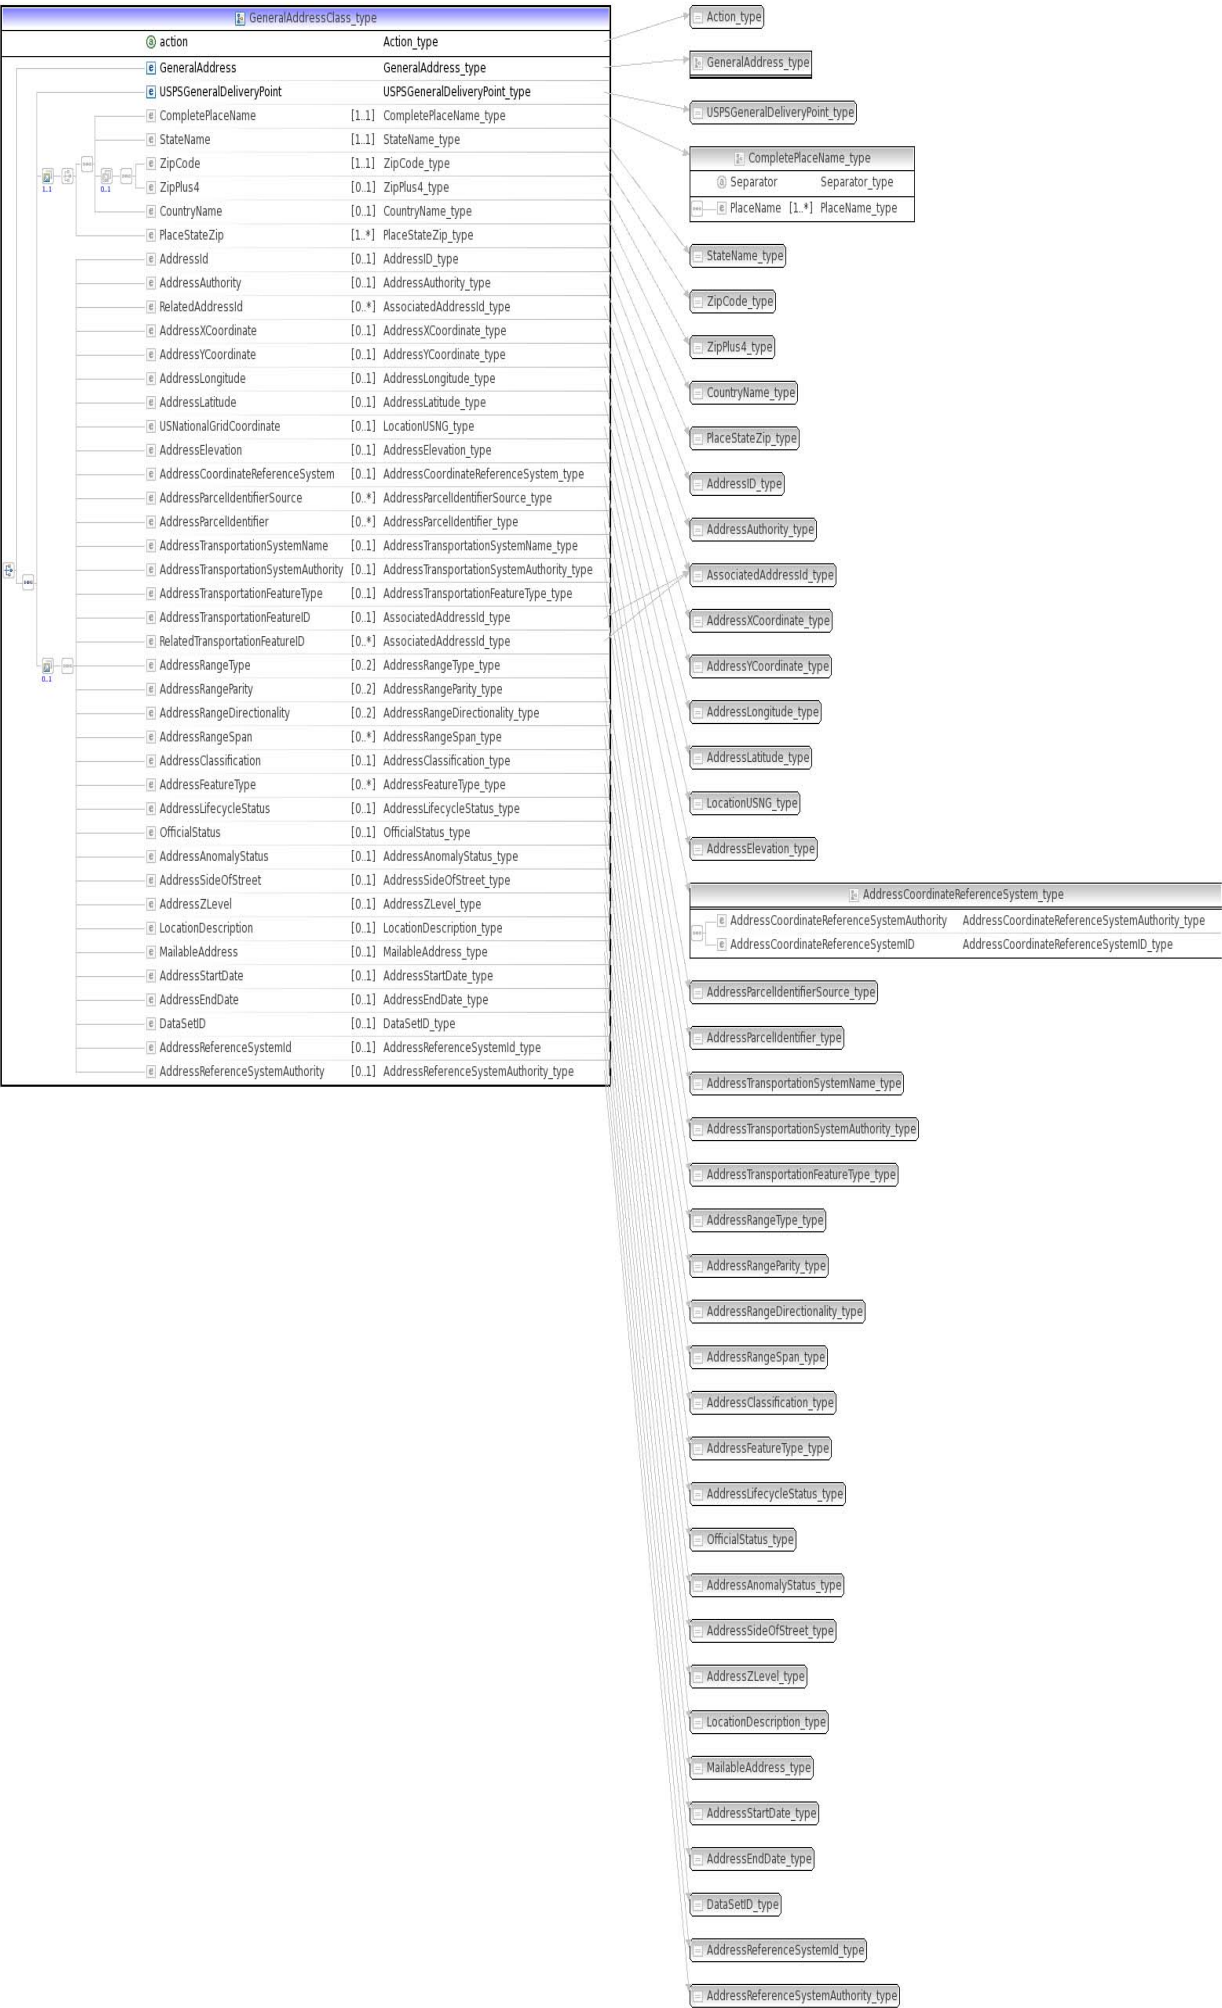 GeneralAddressClass_type
action Action_type
GeneralAddress GeneralAddress_type
USPSGeneralDeliveryPoint USPSGeneralDeliveryPoint_type
CompletePlaceName [1..1] CompletePlaceName_type
StateName [1..1] StateName_type
ZipCode [1..1] ZipCode_type
1..1
0..1
ZipPlus4 [0..1] ZipPlus4_type
CountryName [0..1] CountryName_type
PlaceStateZip [1..*] PlaceStateZip_type
AddressId [0..1] AddressID_type
AddressAuthority [0..1] AddressAuthority_type
RelatedAddressId [0..*] AssociatedAddressId_type
AddressXCoordinate [0..1] AddressXCoordinate_type
AddressYCoordinate [0..1] AddressYCoordinate_type
AddressLongitude [0..1] AddressLongitude_type
AddressLatitude [0..1] AddressLatitude_type
USNationalGridCoordinate [0..1] LocationUSNG_type
AddressElevation [0..1] AddressElevation_type
AddressCoordinateReferenceSystem [0..1] AddressCoordinateReferenceSystem_type
AddressParcelIdentifierSource [0..*] AddressParcelIdentifierSource_type
AddressParcelIdentifier [0..*] AddressParcelIdentifier_type
AddressTransportationSystemName [0..1] AddressTransportationSystemName_type
AddressTransportationSystemAuthority [0..1] AddressTransportationSystemAuthority_type
AddressTransportationFeatureType [0..1] AddressTransportationFeatureType_type
AddressTransportationFeatureID [0..1] AssociatedAddressId_type
RelatedTransportationFeatureID [0..*] AssociatedAddressId_type
AddressRangeType [0..2] AddressRangeType_type
0..1
AddressRangeParity [0..2] AddressRangeParity_type
AddressRangeDirectionality [0..2] AddressRangeDirectionality_type
AddressRangeSpan [0..*] AddressRangeSpan_type
AddressClassification [0..1] AddressClassification_type
AddressFeatureType [0..*] AddressFeatureType_type
AddressLifecycleStatus [0..1] AddressLifecycleStatus_type
OfficialStatus [0..1] OfficialStatus_type
AddressAnomalyStatus [0..1] AddressAnomalyStatus_type
AddressSideOfStreet [0..1] AddressSideOfStreet_type
AddressZLevel [0..1] AddressZLevel_type
LocationDescription [0..1] LocationDescription_type
MailableAddress [0..1] MailableAddress_type
AddressStartDate [0..1] AddressStartDate_type
AddressEndDate [0..1] AddressEndDate_type
DataSetID [0..1] DataSetID_type
AddressReferenceSystemId [0..1] AddressReferenceSystemId_type
AddressReferenceSystemAuthority [0..1] AddressReferenceSystemAuthority_type
Action_type
GeneralAddress_type
USPSGeneralDeliveryPoint_type
CompletePlaceName_type
Separator Separator_type
PlaceName [1..*] PlaceName_type
StateName_type
ZipCode_type
ZipPlus4_type
CountryName_type
PlaceStateZip_type
AddressID_type
AddressAuthority_type
AssociatedAddressId_type
AddressXCoordinate_type
AddressYCoordinate_type
AddressLongitude_type
AddressLatitude_type
LocationUSNG_type
AddressElevation_type
AddressCoordinateReferenceSystem_type
AddressCoordinateReferenceSystemAuthority AddressCoordinateReferenceSystemAuthority_type
AddressCoordinateReferenceSystemID AddressCoordinateReferenceSystemID_type
AddressParcelIdentifierSource_type
AddressParcelIdentifier_type
AddressTransportationSystemName_type
AddressTransportationSystemAuthority_type
AddressTransportationFeatureType_type
AddressRangeType_type
AddressRangeParity_type
AddressRangeDirectionality_type
AddressRangeSpan_type
AddressClassification_type
AddressFeatureType_type
AddressLifecycleStatus_type
OfficialStatus_type
AddressAnomalyStatus_type
AddressSideOfStreet_type
AddressZLevel_type
LocationDescription_type
MailableAddress_type
AddressStartDate_type
AddressEndDate_type
DataSetID_type
AddressReferenceSystemId_type
AddressReferenceSystemAuthority_type